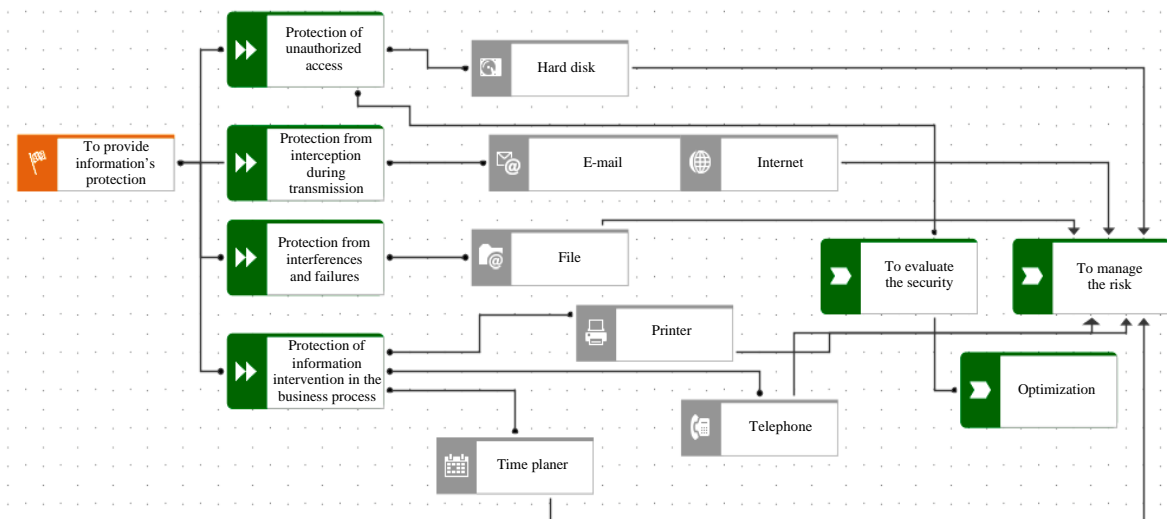 Protection of
unauthorized
access
Hard disk
To provide
information's
protection
Protection from
interception
during
transmission
E-mail
Internet
Protection from
interferences
and failures
File
To evaluate
the security
To manage
the risk
Printer
Protection of
information
intervention in the
business process
Optimization
Telephone
Time planer